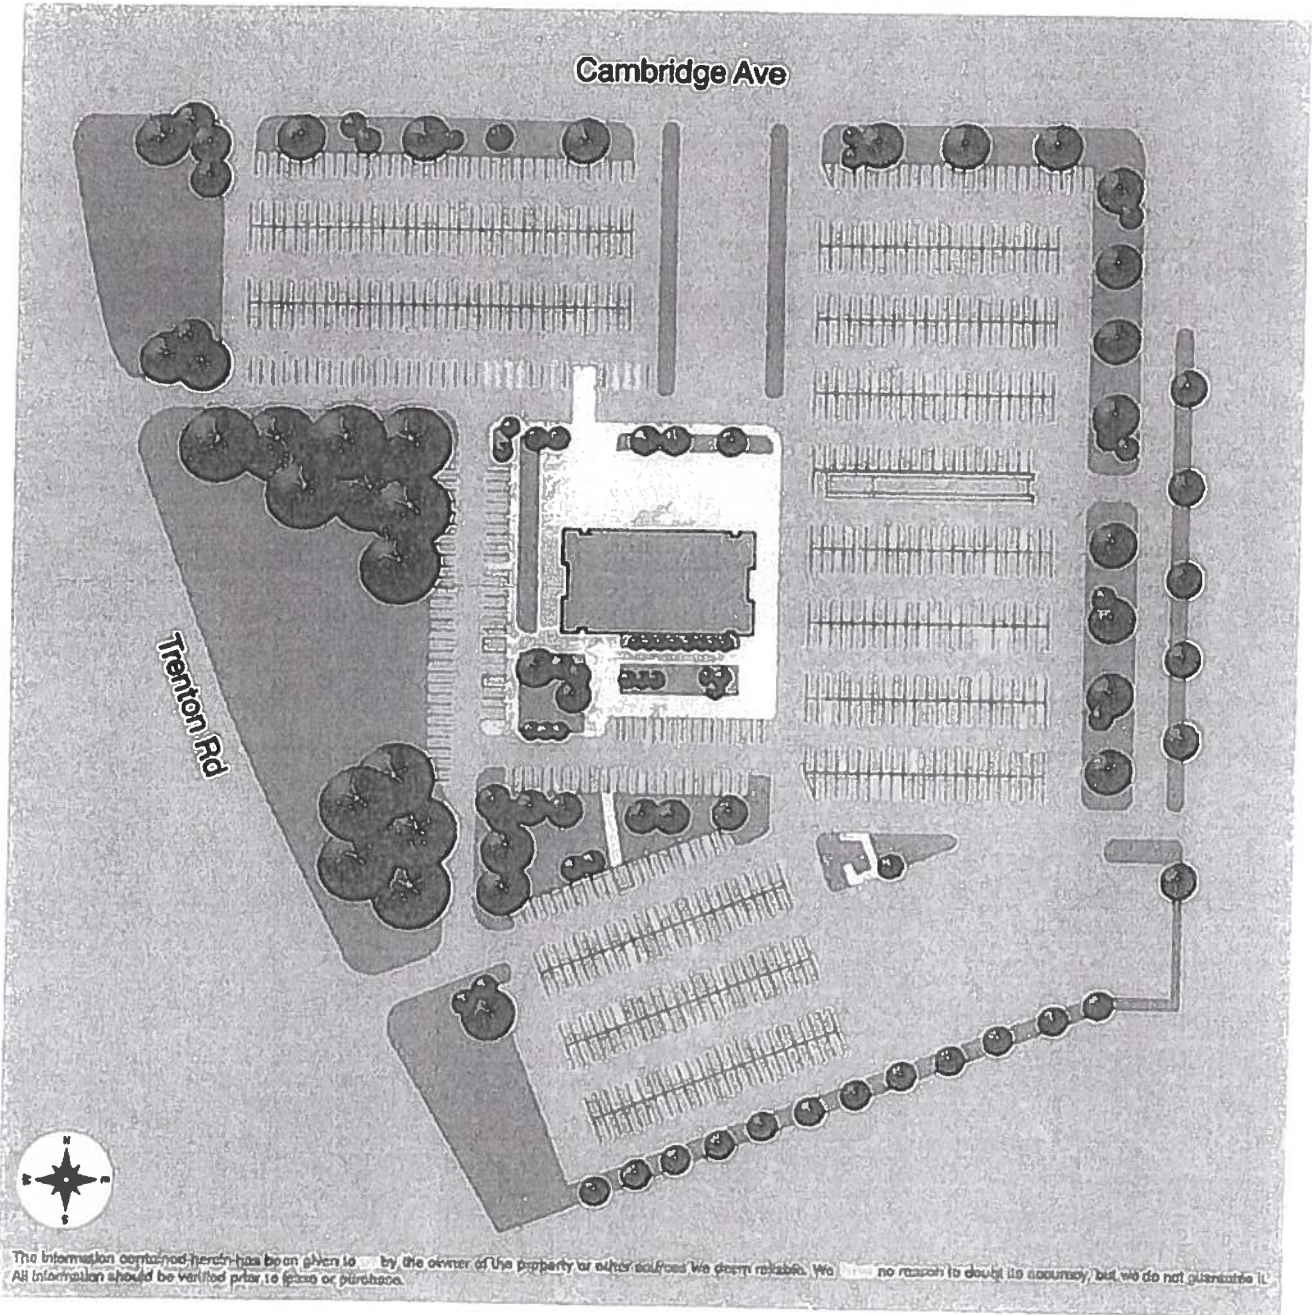 Cambridge Ave
Trenton Rd
N
W E
S
The information contained herein has been given to by the owner of the property or other sources we deem reliable. We no reason to doubt its accuracy, but we do not guarantee it.
All information should be verified prior to lease or purchase.